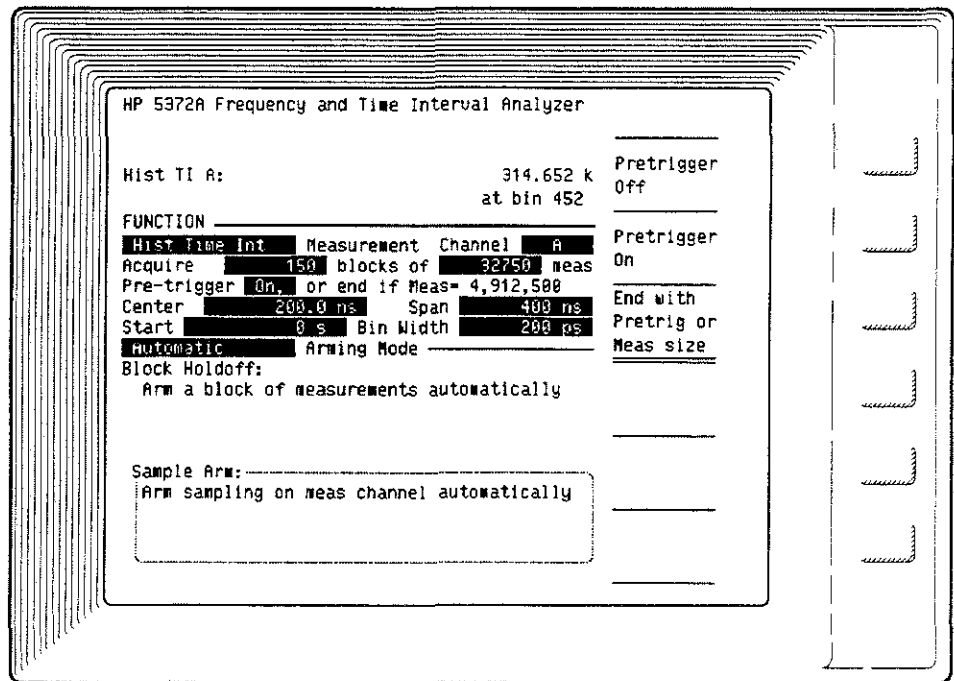 HP 5372A Frequency and Time Interval Analyzer
Hist TI A: 314.652 k
at bin 452
FUNCTION
Hist Time Int Measurement Channel A
Acquire 150 blocks of 32750 meas
Pre-trigger On, or end if Meas= 4,912,500
Center 200.0 ns Span 400 ns
Start 0 s Bin Width 200 ps
Automatic Arming Mode
Block Holdoff:
Arm a block of measurements automatically
Sample Arm:
Arm sampling on meas channel automatically
Pretrigger
Off
Pretrigger
On
End with
Pretrig or
Meas size